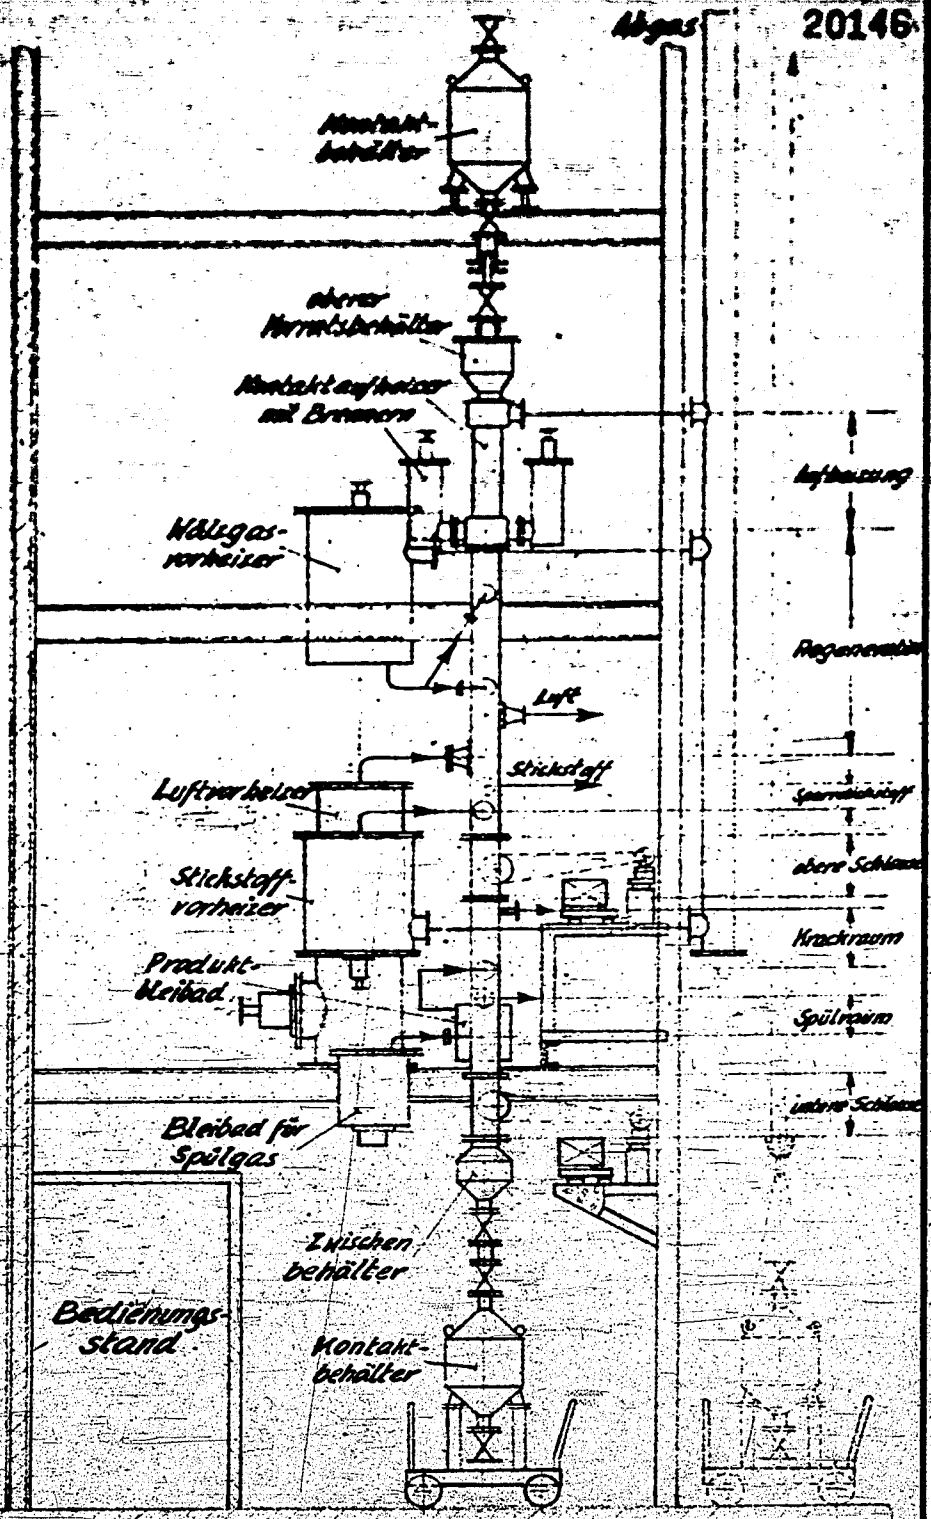 Abgas
20146
Kontakt-
behälter
oberer
Vorratsbehälter
Kontaktaufheizer
mit Brennern
Aufheizung
Wälzgas-
vorheizer
Regeneration
Luft
Stickstoff
Luftvorheizer
Sperrstickstoff
obere Schleuse
Stickstoff-
vorheizer
Krackraum
Produkt-
bleibad
Spülraum
untere Schleuse
Bleibad für
Spülgas
Zwischen
behälter
Bedienungs-
stand
Kontakt-
behälter